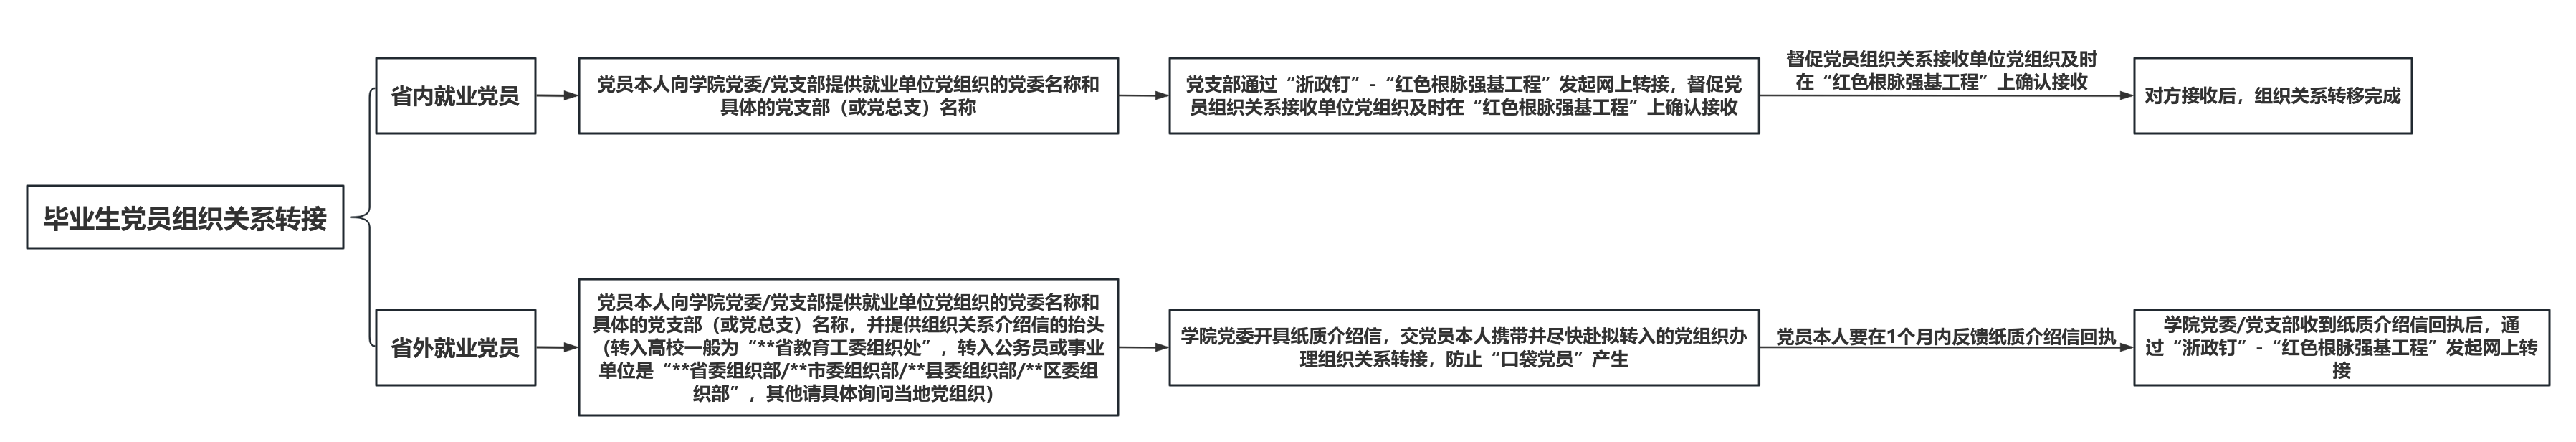 毕业生党员组织关系转接
省内就业党员
党员本人向学院党委/党支部提供就业单位党组织的党委名称和
具体的党支部（或党总支）名称
党支部通过“浙政钉”-“红色根脉强基工程”发起网上转接，督促党
员组织关系接收单位党组织及时在“红色根脉强基工程”上确认接收
督促党员组织关系接收单位党组织及时
在“红色根脉强基工程”上确认接收
对方接收后，组织关系转移完成
省外就业党员
党员本人向学院党委/党支部提供就业单位党组织的党委名称和
具体的党支部（或党总支）名称，并提供组织关系介绍信的抬头
（转入高校一般为“**省教育工委组织处”，转入公务员或事业
单位是“**省委组织部/**市委组织部/**县委组织部/**区委组
织部”，其他请具体询问当地党组织）
学院党委开具纸质介绍信，交党员本人携带并尽快赴拟转入的党组织办
理组织关系转接，防止“口袋党员”产生
党员本人要在1个月内反馈纸质介绍信回执
学院党委/党支部收到纸质介绍信回执后，通
过“浙政钉”-“红色根脉强基工程”发起网上转
接